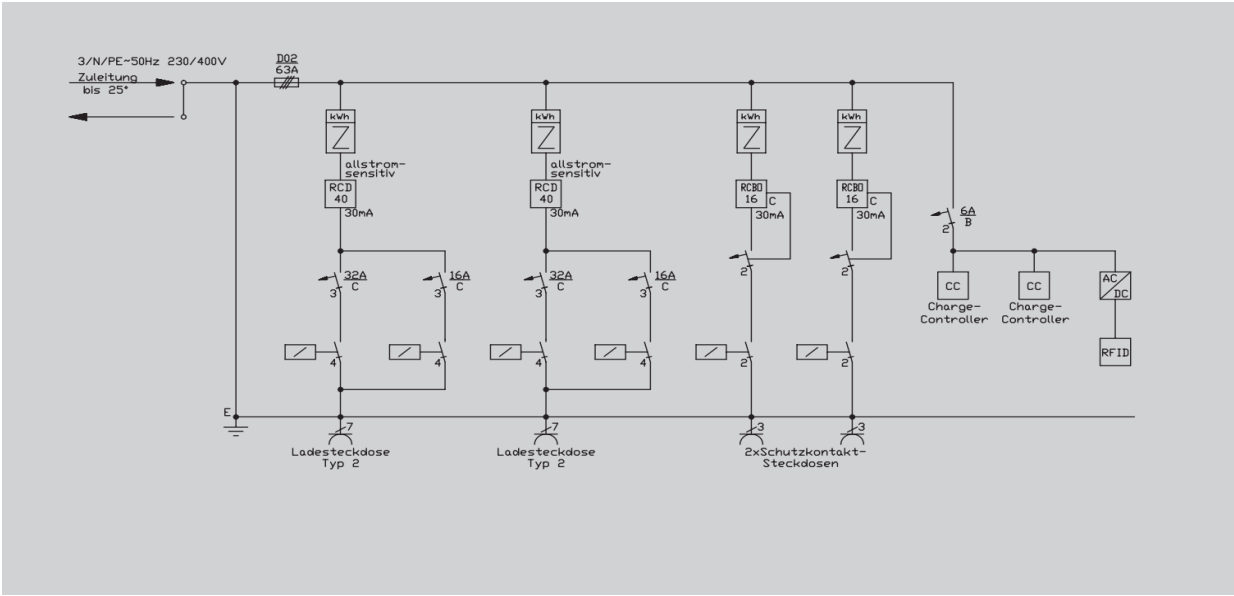 3/N/PE~50Hz 230/400V
Zuleitung
bis 25°
D02
63A
kWh
Z
allstrom-
sensitiv
RCD
40
30mA
32A
C
3
16A
C
3
4
4
kWh
Z
allstrom-
sensitiv
RCD
40
30mA
32A
C
3
16A
C
3
4
4
kWh
Z
RCBO
16
C
30mA
2
2
kWh
Z
RCBO
16
C
30mA
2
2
6A
B
2
CC
Charge-
Controller
CC
Charge-
Controller
AC
DC
RFID
E
7
Ladesteckdose
Typ 2
7
Ladesteckdose
Typ 2
3
3
2xSchutzkontakt-
Steckdosen